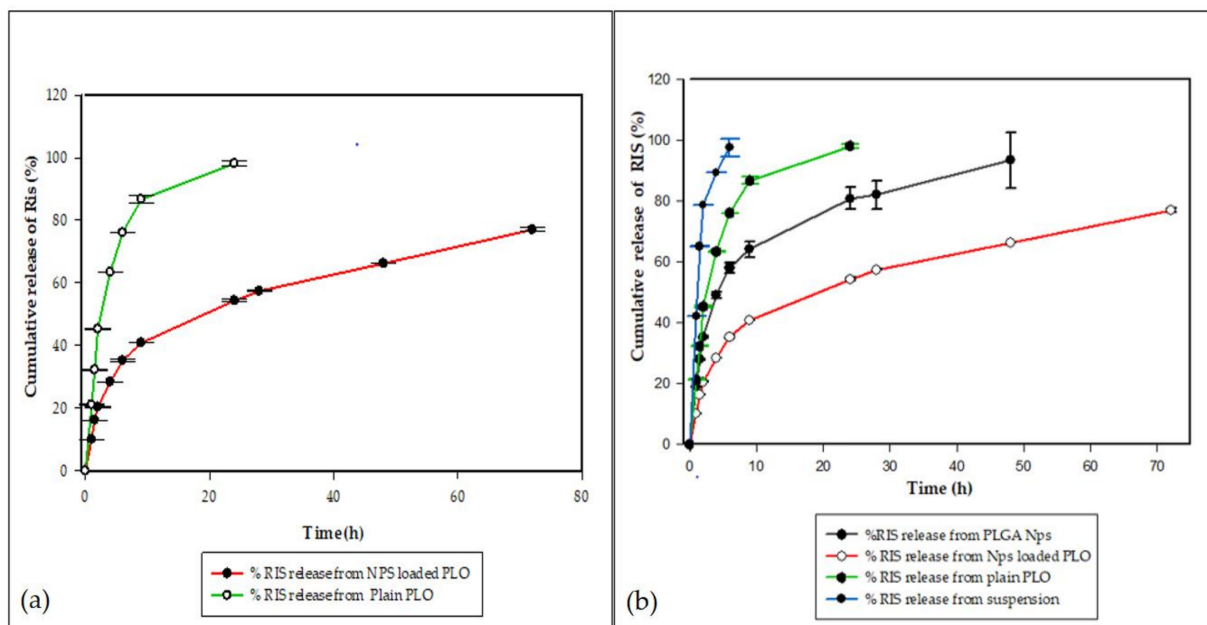 120
100
80
60
40
20
0
Cumulative release of Ris (%)
0 20 40 60 80
Time(h)
% RIS release from NPS loaded PLO
% RIS release from Plain PLO
(a)
120
100
80
60
40
20
0
Cumulative release of RIS (%)
0 10 20 30 40 50 60 70
Time (h)
%RIS release from PLGA Nps
% RIS release from Nps loaded PLO
% RIS release from plain PLO
% RIS release from suspension
(b)